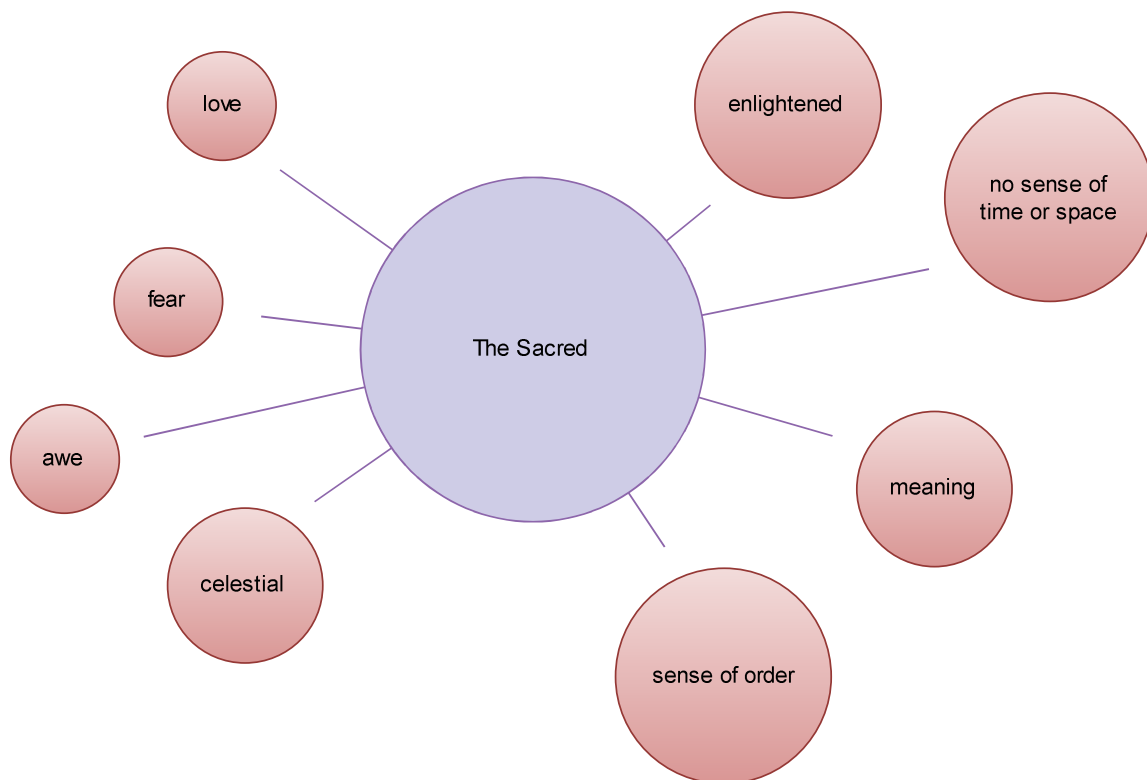 love
enlightened
no sense of
time or space
fear
The Sacred
awe
meaning
celestial
sense of order